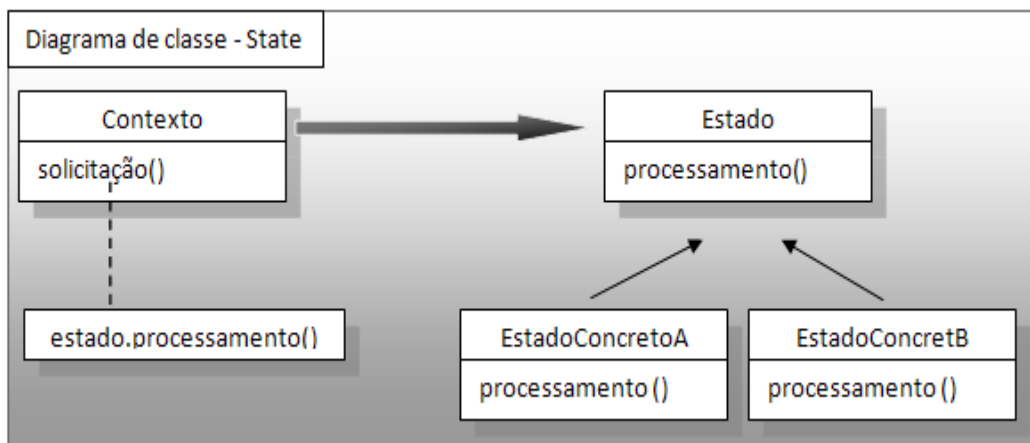 Diagrama de classe - State
Contexto
solicitação()
Estado
processamento()
estado.processamento()
EstadoConcretoA
processamento ()
EstadoConcretB
processamento ()